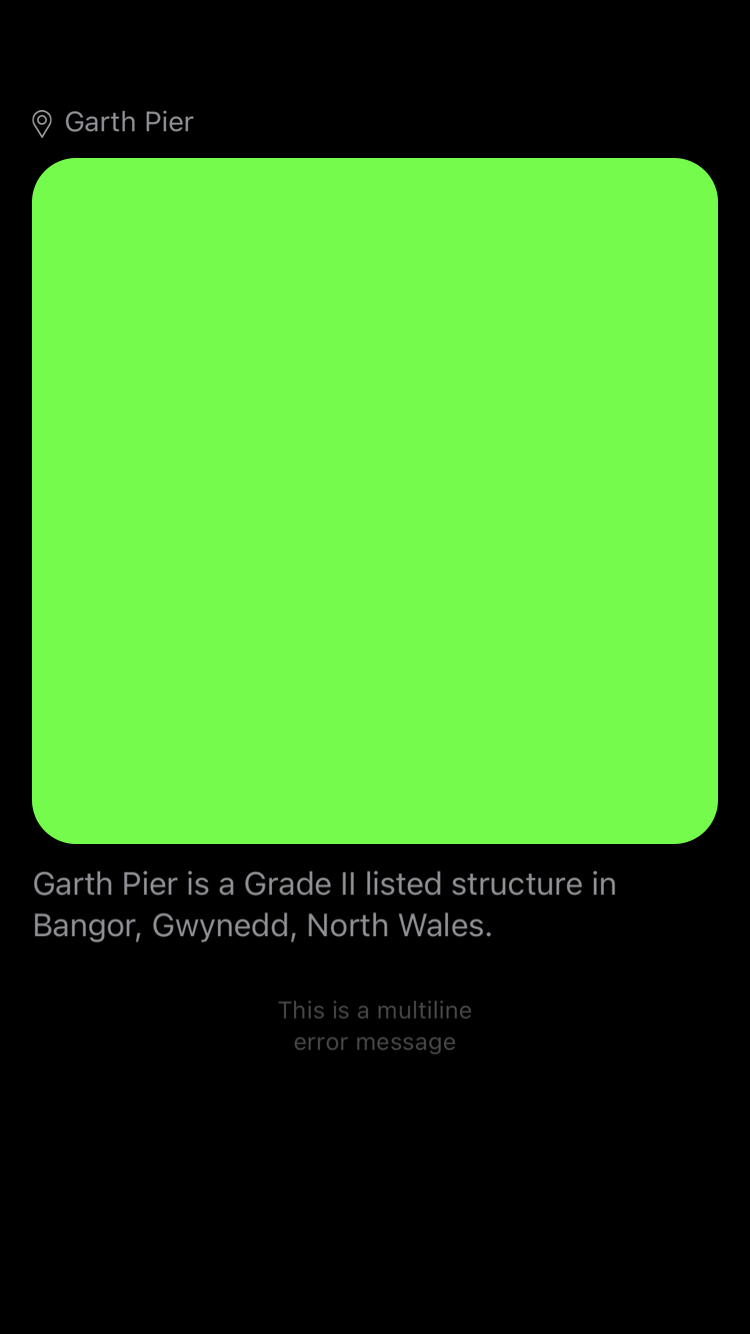 Garth Pier
Garth Pier is a Grade II listed structure in
Bangor, Gwynedd, North Wales.
This is a multiline
error message